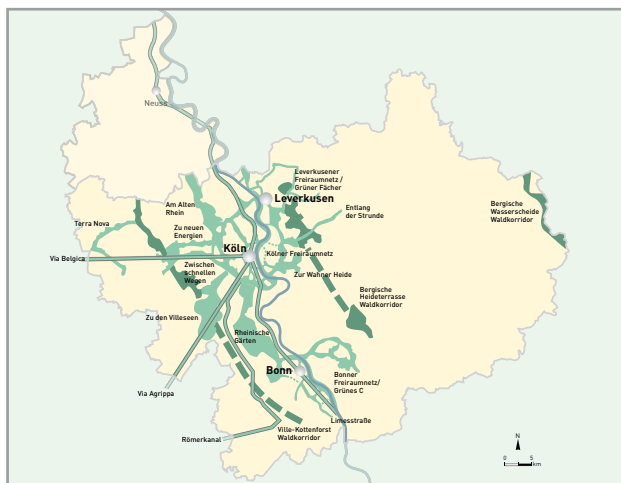 Neuss
Leverkusener
Freiraumnetz /
Grüner Fächer
Am Alten
Rhein
Leverkusen
Bergische
Wasserscheide
Waldkorridor
Entlang
der Strunde
Terra Nova
Zu neuen
Energien
Köln
Kölner Freiraumnetz
Via Belgica
Zwischen
schnellen
Wegen
Zur Wahner Heide
Bergische
Heideterrasse
Waldkorridor
Zu den Villeseen
Rheinische
Gärten
Bonn
Bonner
Freiraumnetz/
Grünes C
Via Agrippa
Limesstraße
Ville-Kottenforst
Waldkorridor
Römerkanal
N
0 5
km